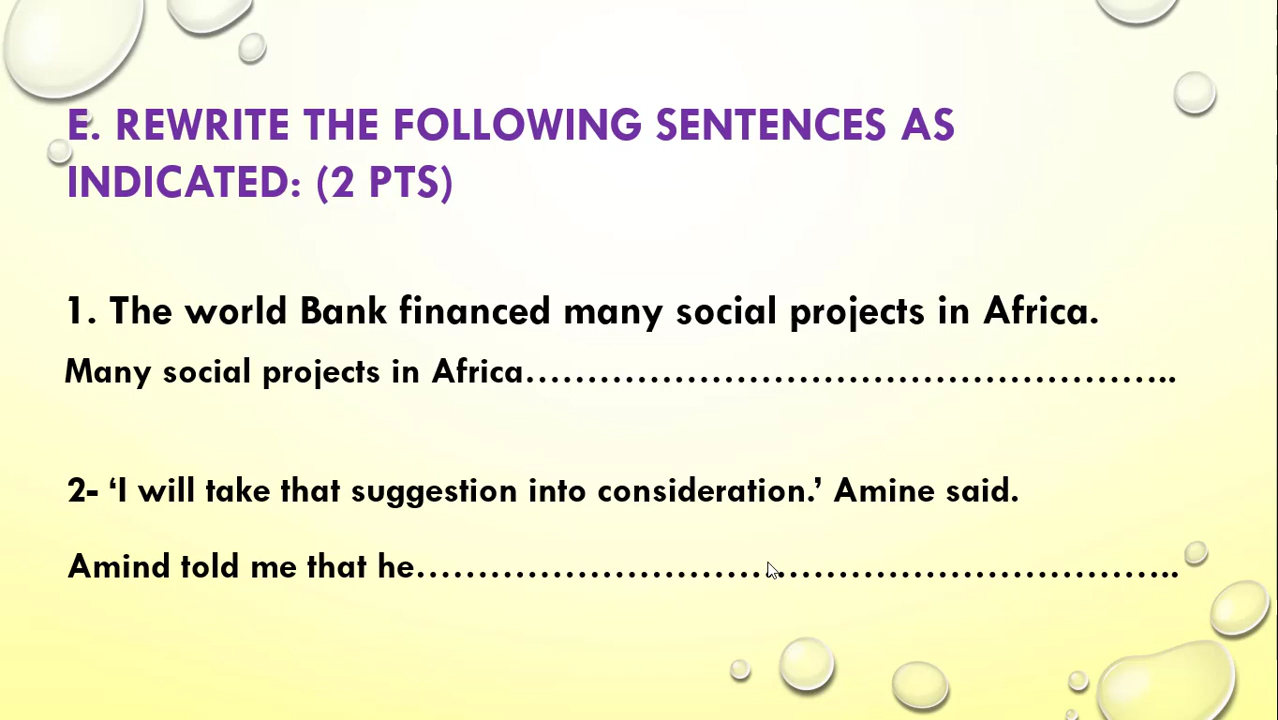 E. REWRITE THE FOLLOWING SENTENCES AS
INDICATED: (2 PTS)
1. The world Bank financed many social projects in Africa.
Many social projects in Africa…………………………………………………..
2- ‘I will take that suggestion into consideration.’ Amine said.
Amind told me that he…………………………………………………………..